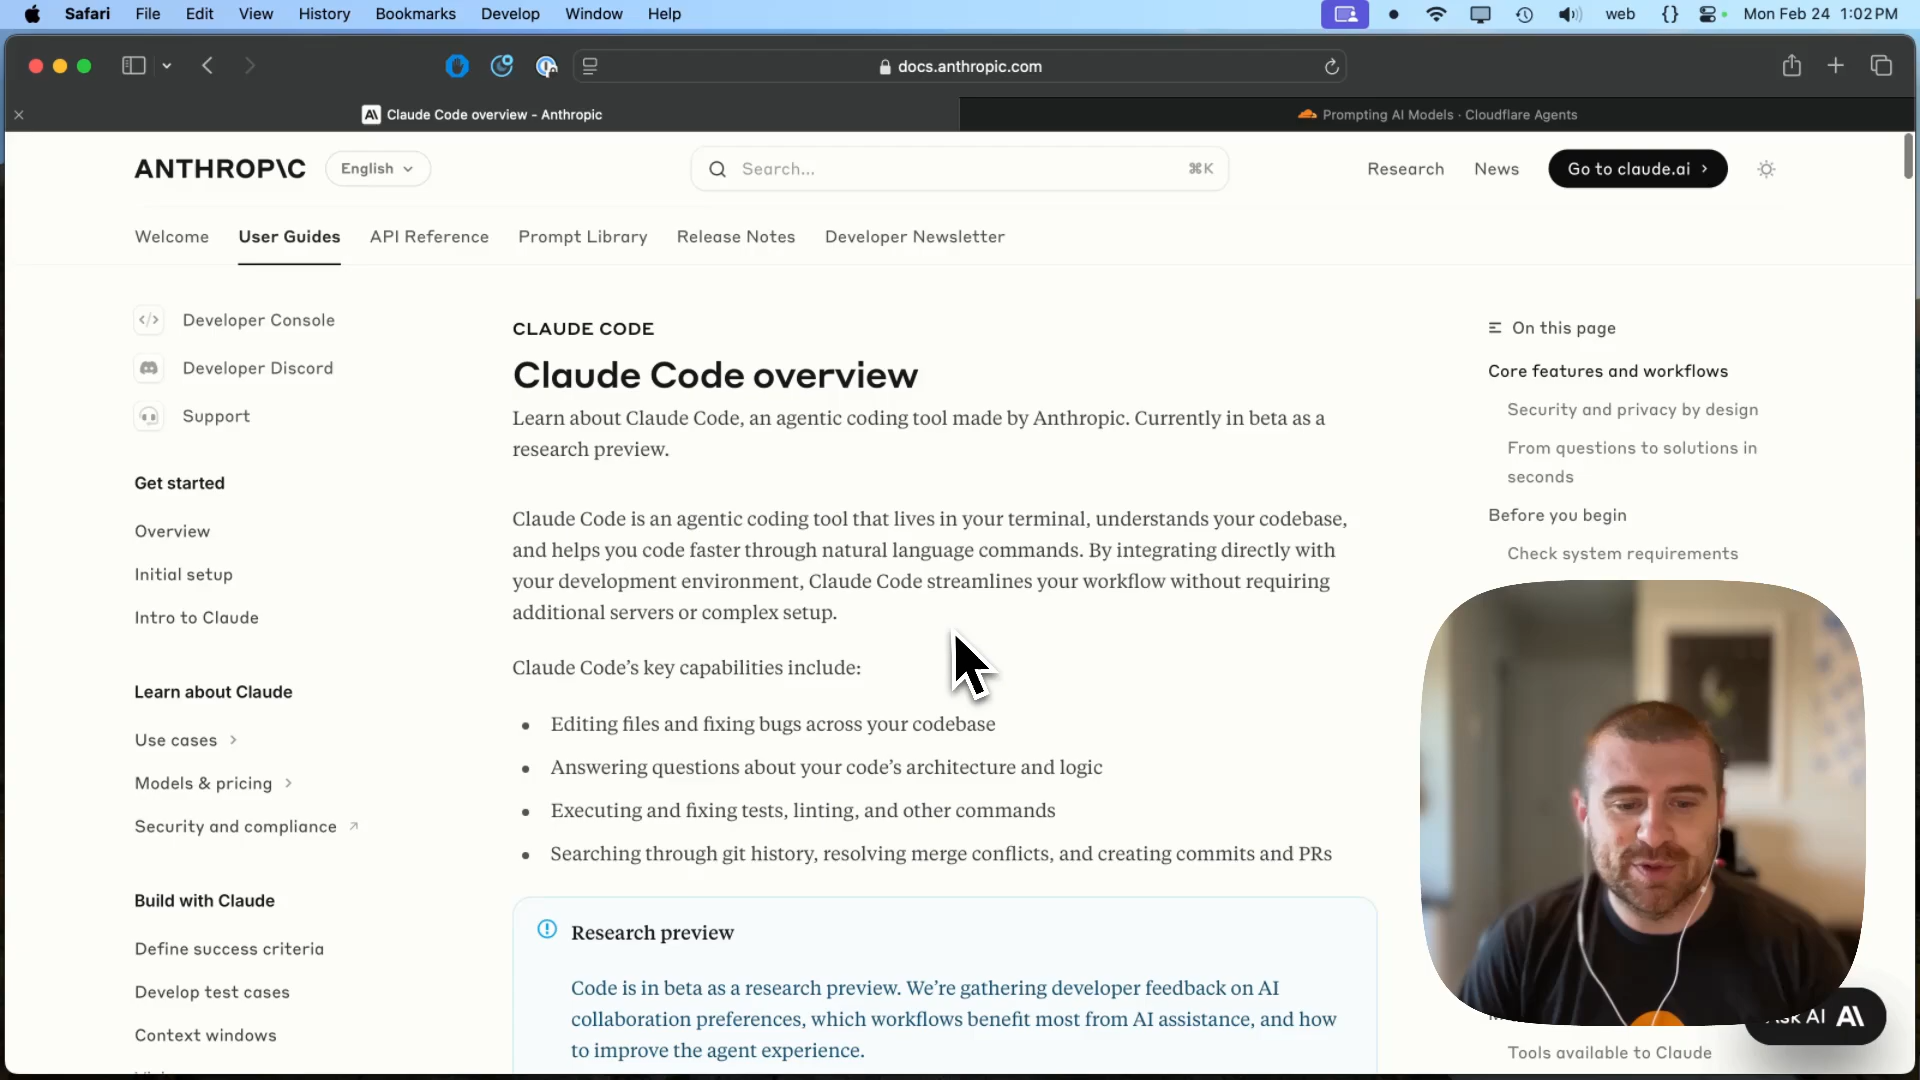 Safari File Edit View History Bookmarks Develop Window Help web {} Mon Feb 24 1:02 PM
docs.anthropic.com
Claude Code overview - Anthropic
Prompting AI Models · Cloudflare Agents
ANTHROP\C
English
Search...
⌘K
Research
News
Go to claude.ai
Welcome
User Guides
API Reference
Prompt Library
Release Notes
Developer Newsletter
Developer Console
Developer Discord
Support
Get started
Overview
Initial setup
Intro to Claude
Learn about Claude
Use cases
Models & pricing
Security and compliance
Build with Claude
Define success criteria
Develop test cases
Context windows
CLAUDE CODE
Claude Code overview
Learn about Claude Code, an agentic coding tool made by Anthropic. Currently in beta as a
research preview.
Claude Code is an agentic coding tool that lives in your terminal, understands your codebase,
and helps you code faster through natural language commands. By integrating directly with
your development environment, Claude Code streamlines your workflow without requiring
additional servers or complex setup.
Claude Code’s key capabilities include:
• Editing files and fixing bugs across your codebase
• Answering questions about your code’s architecture and logic
• Executing and fixing tests, linting, and other commands
• Searching through git history, resolving merge conflicts, and creating commits and PRs
Research preview
Code is in beta as a research preview. We’re gathering developer feedback on AI
collaboration preferences, which workflows benefit most from AI assistance, and how
to improve the agent experience.
On this page
Core features and workflows
Security and privacy by design
From questions to solutions in
seconds
Before you begin
Check system requirements
AI
Tools available to Claude